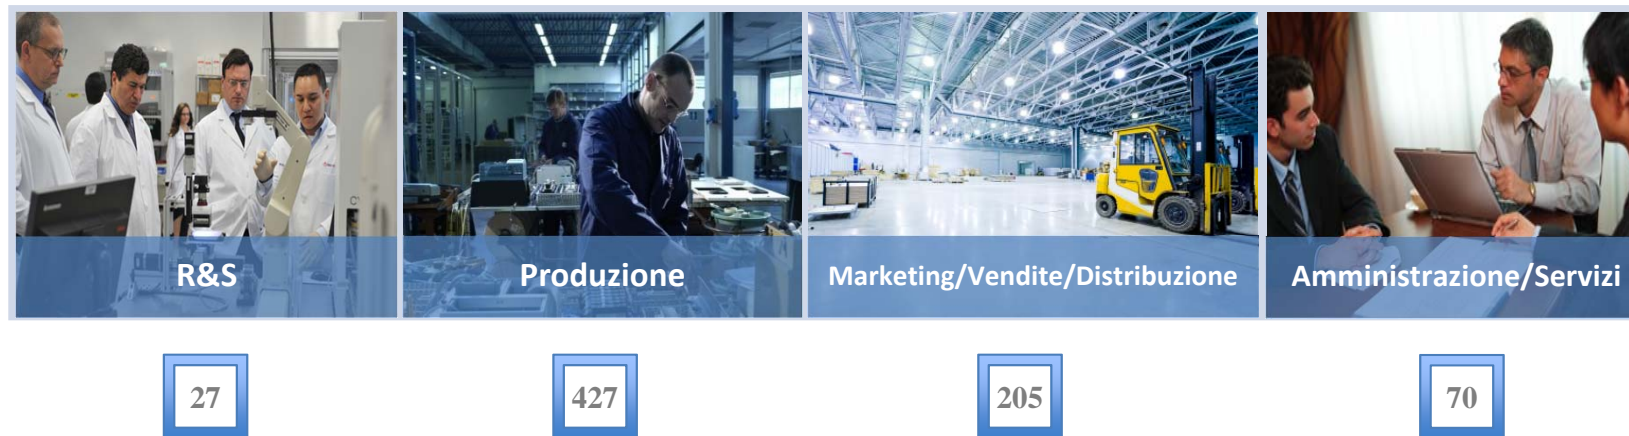 R&S
Produzione
Marketing/Vendite/Distribuzione
Amministrazione/Servizi
27
427
205
70